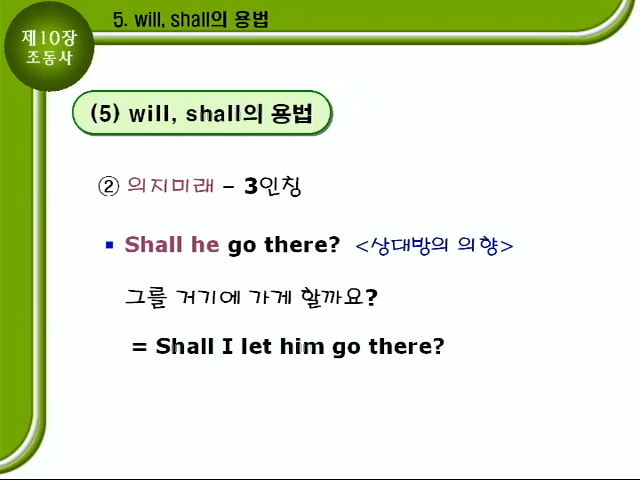 5. will, shall의 용법
제10장
조동사
(5) will, shall의 용법
② 의지미래 – 3인칭
▪ Shall he go there? <상대방의 의향>
그를 거기에 가게 할까요?
= Shall I let him go there?